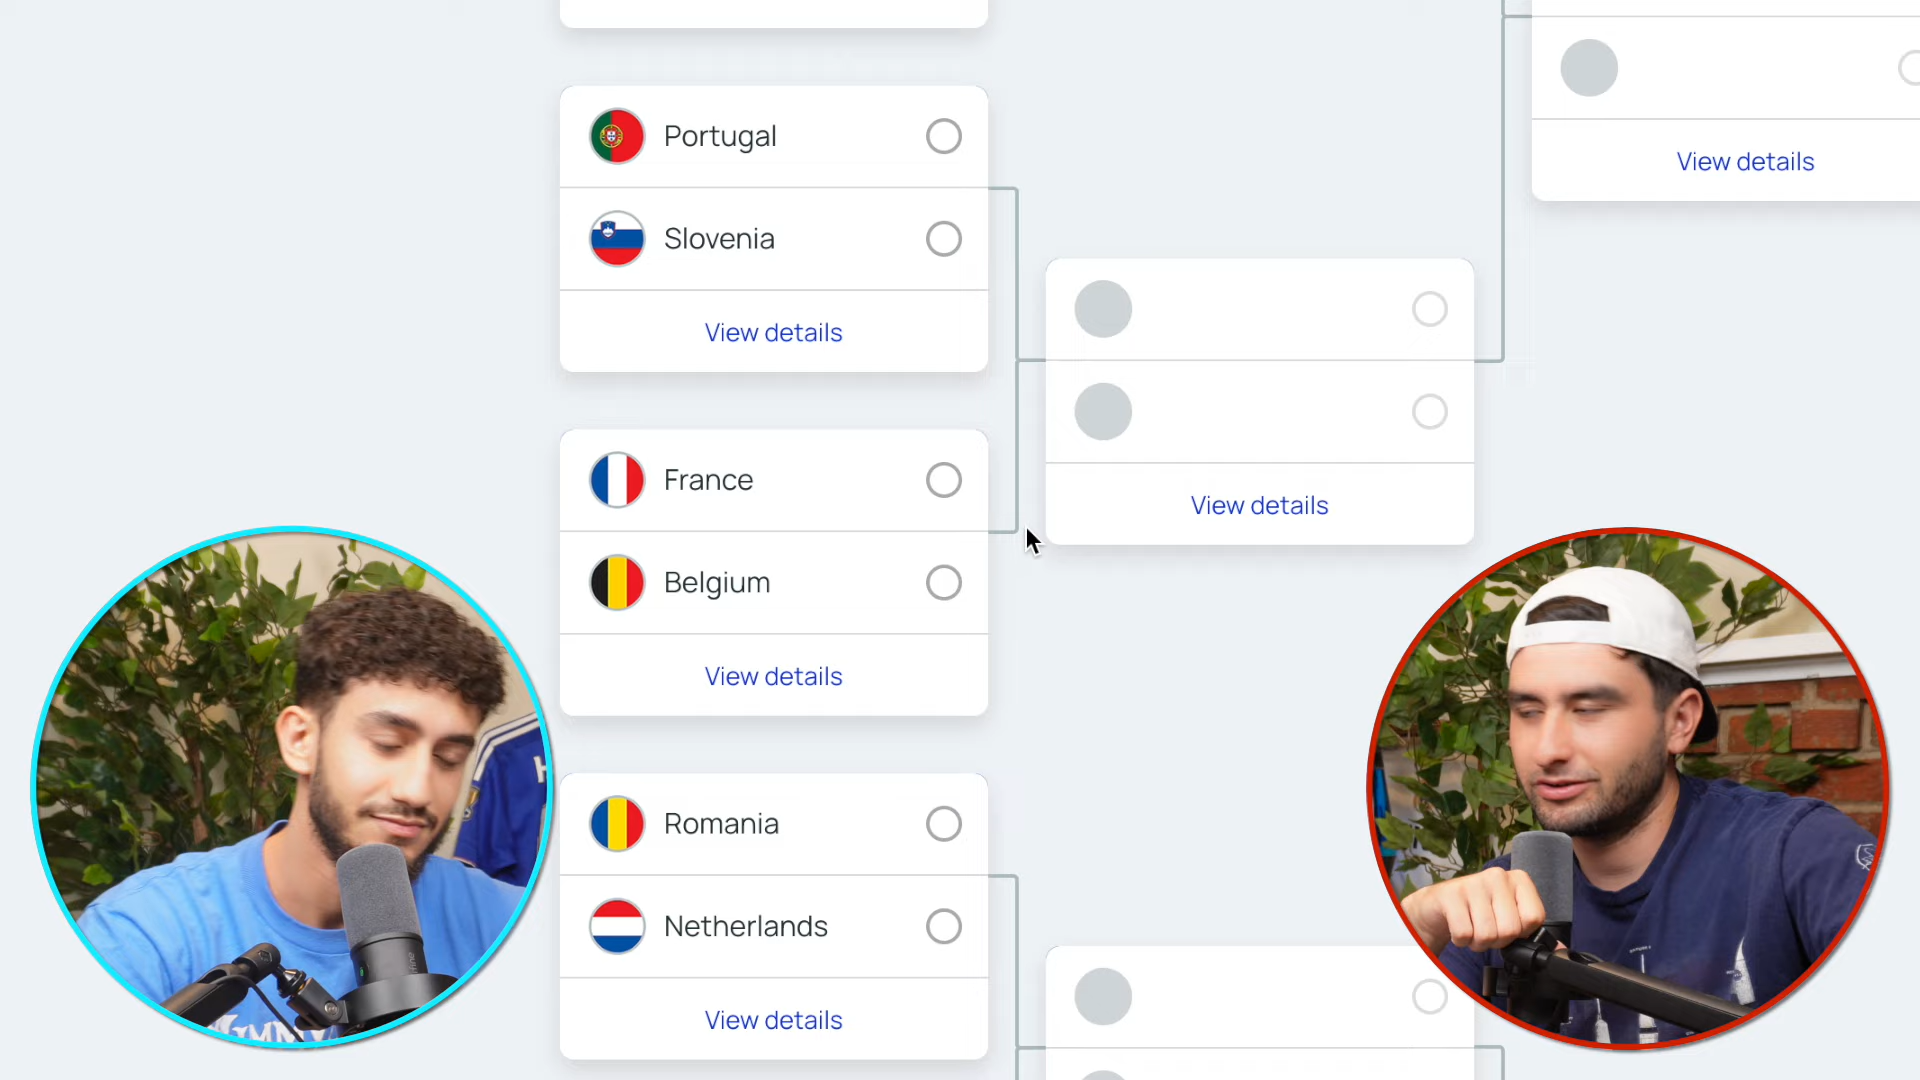 Portugal
Slovenia
View details
View details
France
Belgium
View details
View details
Romania
Netherlands
View details